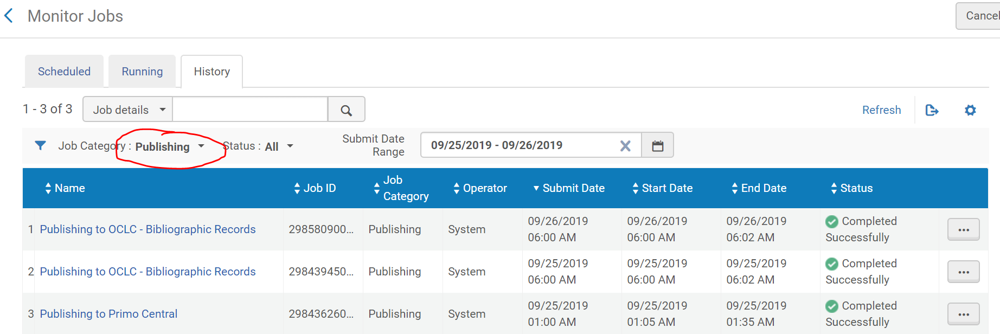 Monitor Jobs
Cancel
Scheduled Running History
1 - 3 of 3 Job details Refresh
Job Category : Publishing Status : All Submit Date Range 09/25/2019 - 09/26/2019
Name Job ID Job Category Operator Submit Date Start Date End Date Status
1 Publishing to OCLC - Bibliographic Records 298580900... Publishing System 09/26/2019 06:00 AM 09/26/2019 06:00 AM 09/26/2019 06:02 AM Completed Successfully ...
2 Publishing to OCLC - Bibliographic Records 298439450... Publishing System 09/25/2019 06:00 AM 09/25/2019 06:00 AM 09/25/2019 06:02 AM Completed Successfully ...
3 Publishing to Primo Central 298436260... Publishing System 09/25/2019 01:00 AM 09/25/2019 01:05 AM 09/25/2019 01:35 AM Completed Successfully ...